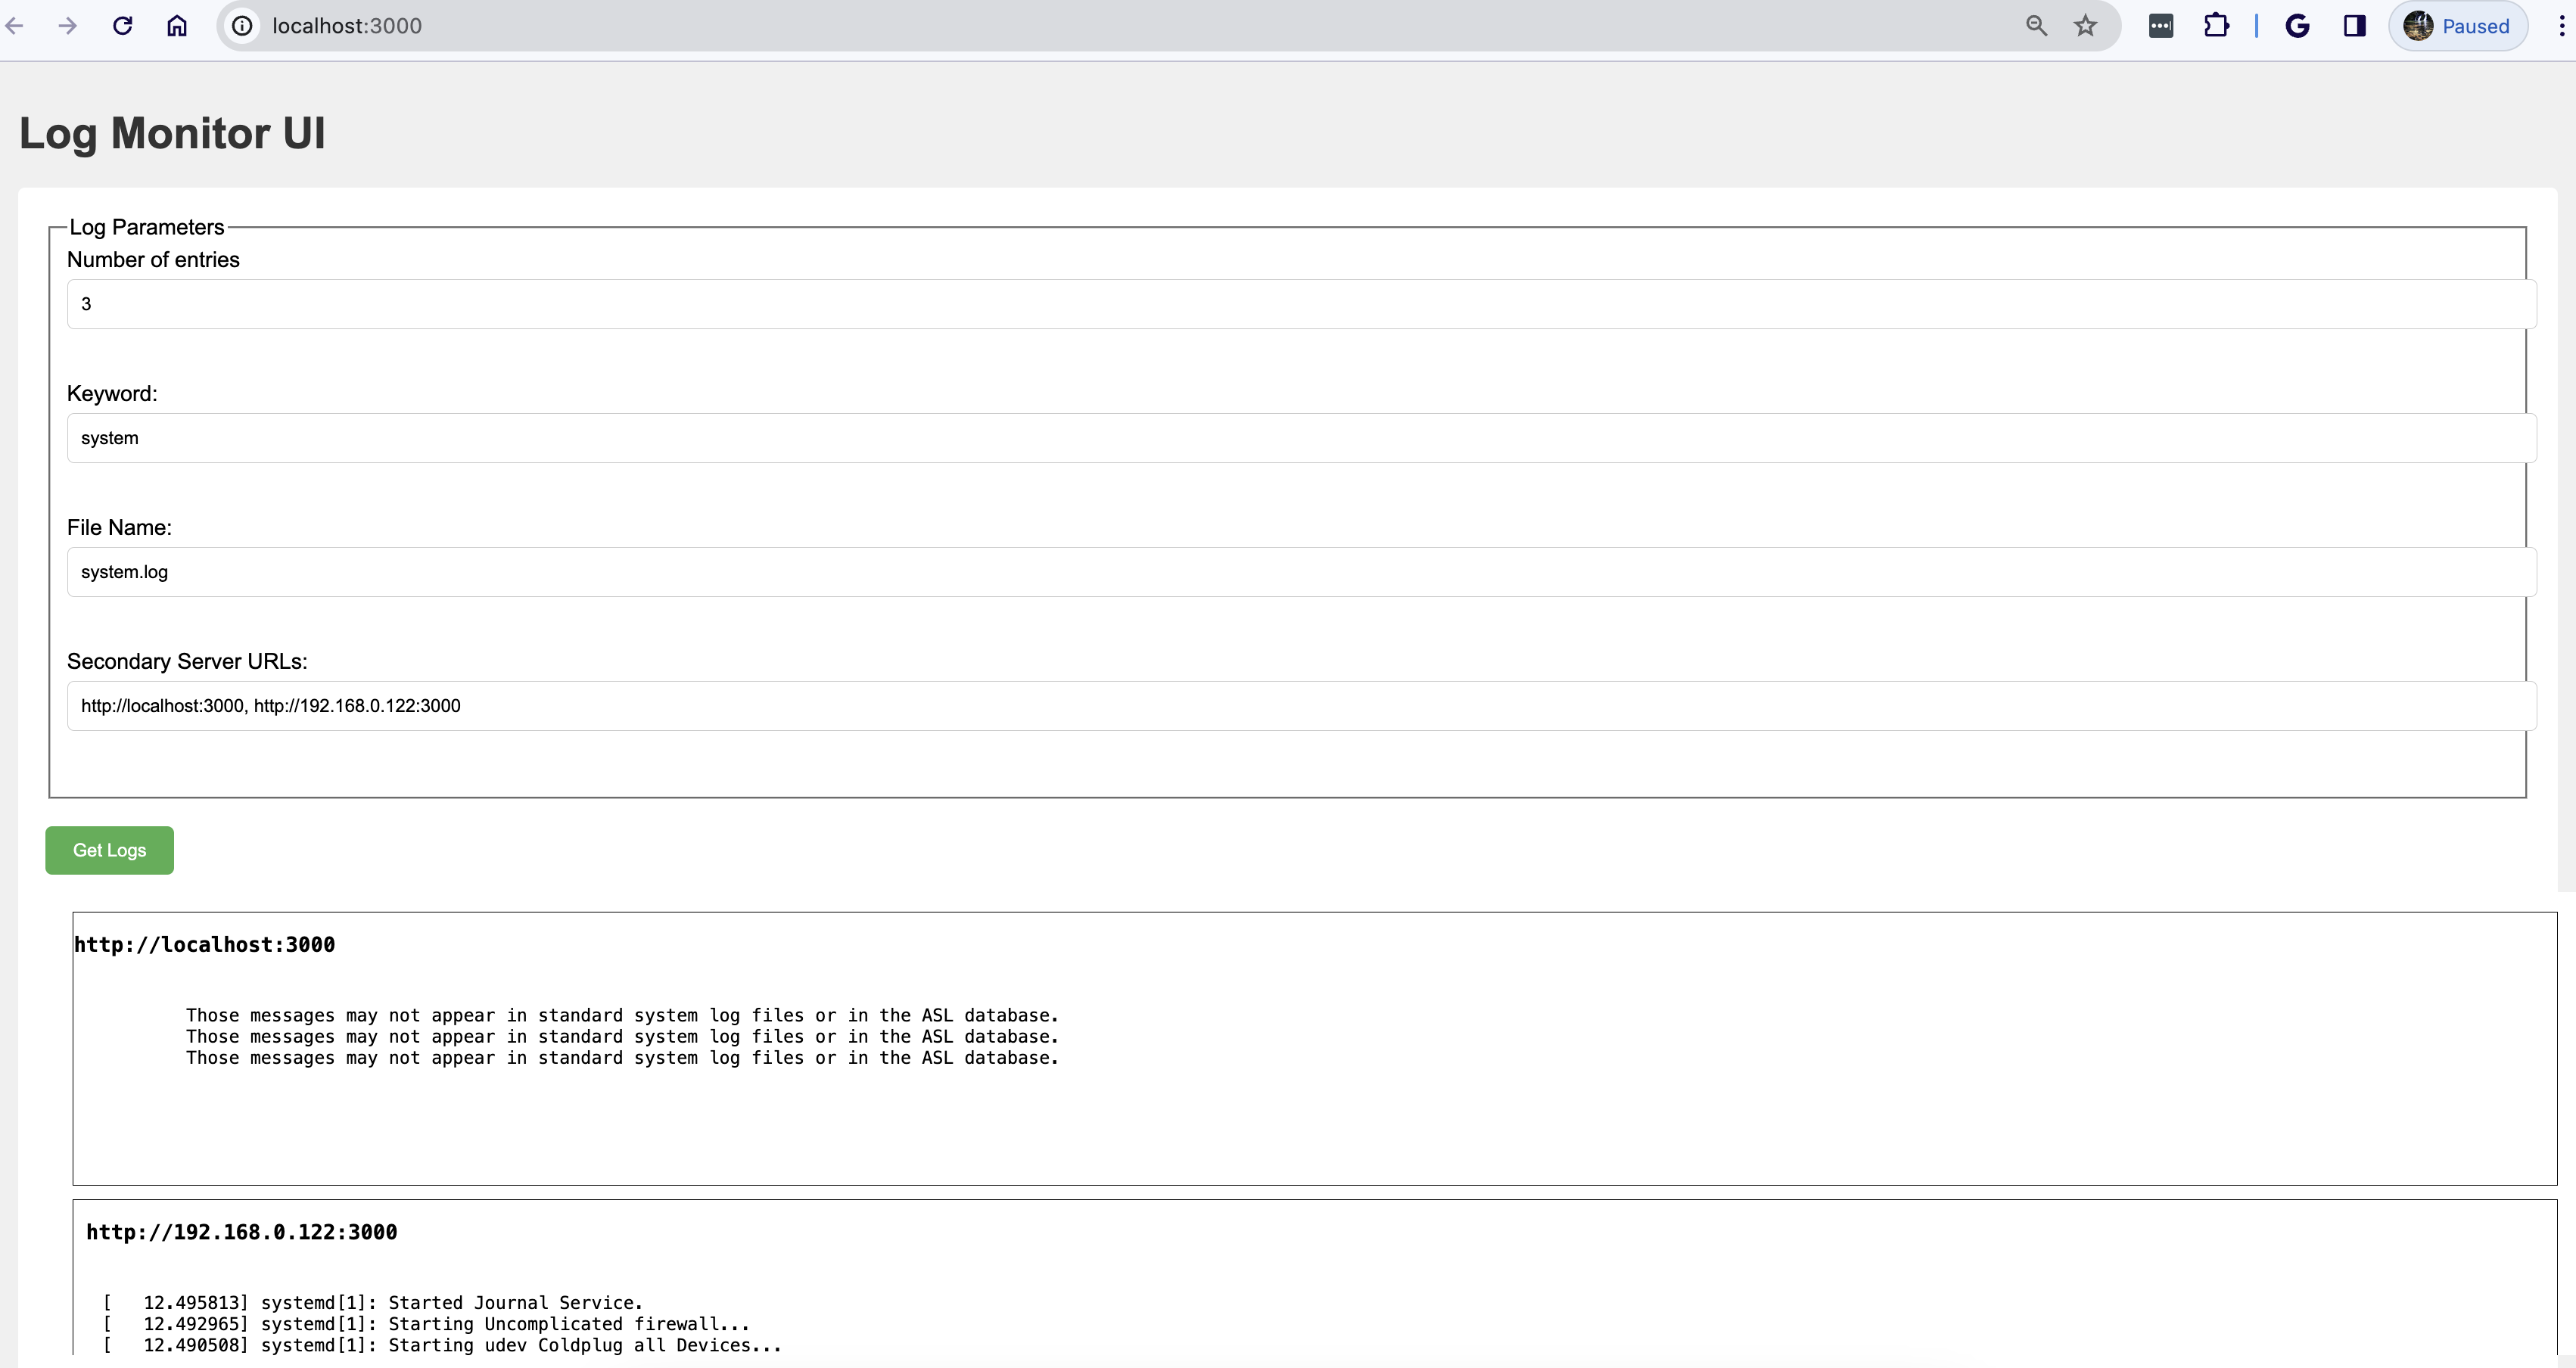 localhost:3000
Paused
Log Monitor UI
Log Parameters
Number of entries
3
Keyword:
system
File Name:
system.log
Secondary Server URLs:
http://localhost:3000, http://192.168.0.122:3000
Get Logs
http://localhost:3000
Those messages may not appear in standard system log files or in the ASL database.
Those messages may not appear in standard system log files or in the ASL database.
Those messages may not appear in standard system log files or in the ASL database.
http://192.168.0.122:3000
[   12.495813] systemd[1]: Started Journal Service.
[   12.492965] systemd[1]: Starting Uncomplicated firewall...
[   12.490508] systemd[1]: Starting udev Coldplug all Devices...